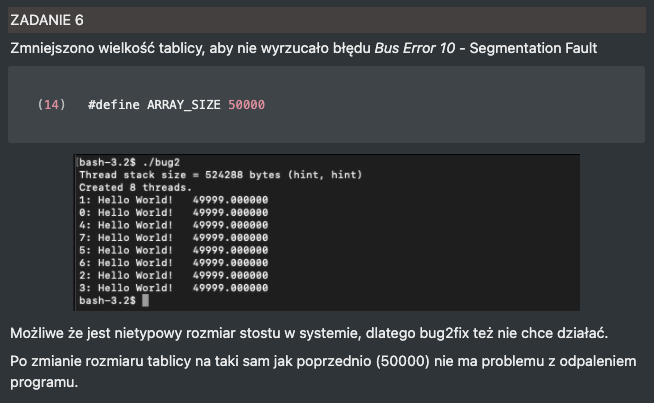 ZADANIE 6
Zmniejszono wielkość tablicy, aby nie wyrzucało błędu Bus Error 10 - Segmentation Fault
(14)   #define ARRAY_SIZE 50000
bash-3.2$ ./bug2
Thread stack size = 524288 bytes (hint, hint)
Created 8 threads.
1: Hello World!   49999.000000
0: Hello World!   49999.000000
4: Hello World!   49999.000000
7: Hello World!   49999.000000
5: Hello World!   49999.000000
6: Hello World!   49999.000000
2: Hello World!   49999.000000
3: Hello World!   49999.000000
bash-3.2$
Możliwe że jest nietypowy rozmiar stostu w systemie, dlatego bug2fix też nie chce działać.
Po zmianie rozmiaru tablicy na taki sam jak poprzednio (50000) nie ma problemu z odpaleniem
programu.